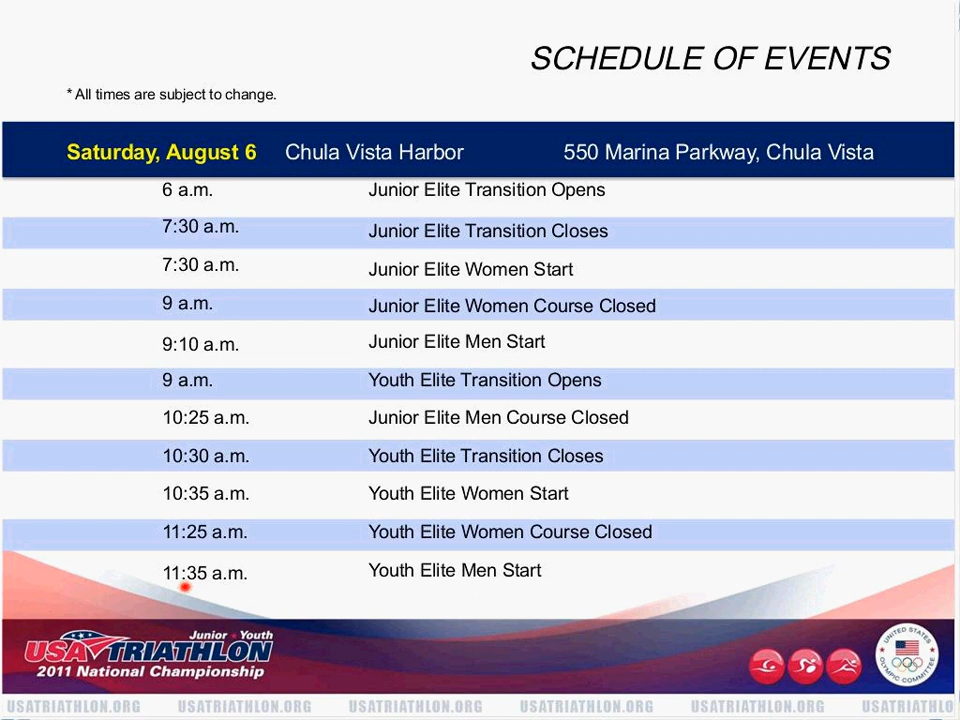 SCHEDULE OF EVENTS
* All times are subject to change.
Saturday, August 6 Chula Vista Harbor 550 Marina Parkway, Chula Vista
6 a.m. Junior Elite Transition Opens
7:30 a.m. Junior Elite Transition Closes
7:30 a.m. Junior Elite Women Start
9 a.m. Junior Elite Women Course Closed
9:10 a.m. Junior Elite Men Start
9 a.m. Youth Elite Transition Opens
10:25 a.m. Junior Elite Men Course Closed
10:30 a.m. Youth Elite Transition Closes
10:35 a.m. Youth Elite Women Start
11:25 a.m. Youth Elite Women Course Closed
11:35 a.m. Youth Elite Men Start
Junior Youth
USA TRIATHLON
2011 National Championship
UNITED STATES
OLYMPIC COMMITTEE
USATRIATHLON.ORG USATRIATHLON.ORG USATRIATHLON.ORG USATRIATHLON.ORG USATRIATHLON.ORG USATRIATHLO